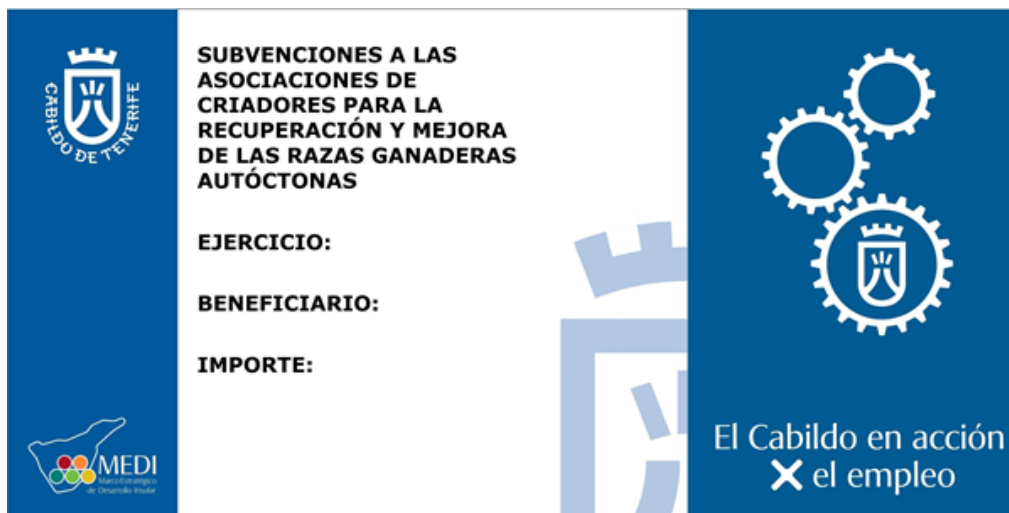 CABILDO DE TENERIFE
SUBVENCIONES A LAS
ASOCIACIONES DE
CRIADORES PARA LA
RECUPERACIÓN Y MEJORA
DE LAS RAZAS GANADERAS
AUTÓCTONAS
EJERCICIO:
BENEFICIARIO:
IMPORTE:
MEDI
Marco Estratégico
de Desarrollo Insular
El Cabildo en acción
X el empleo